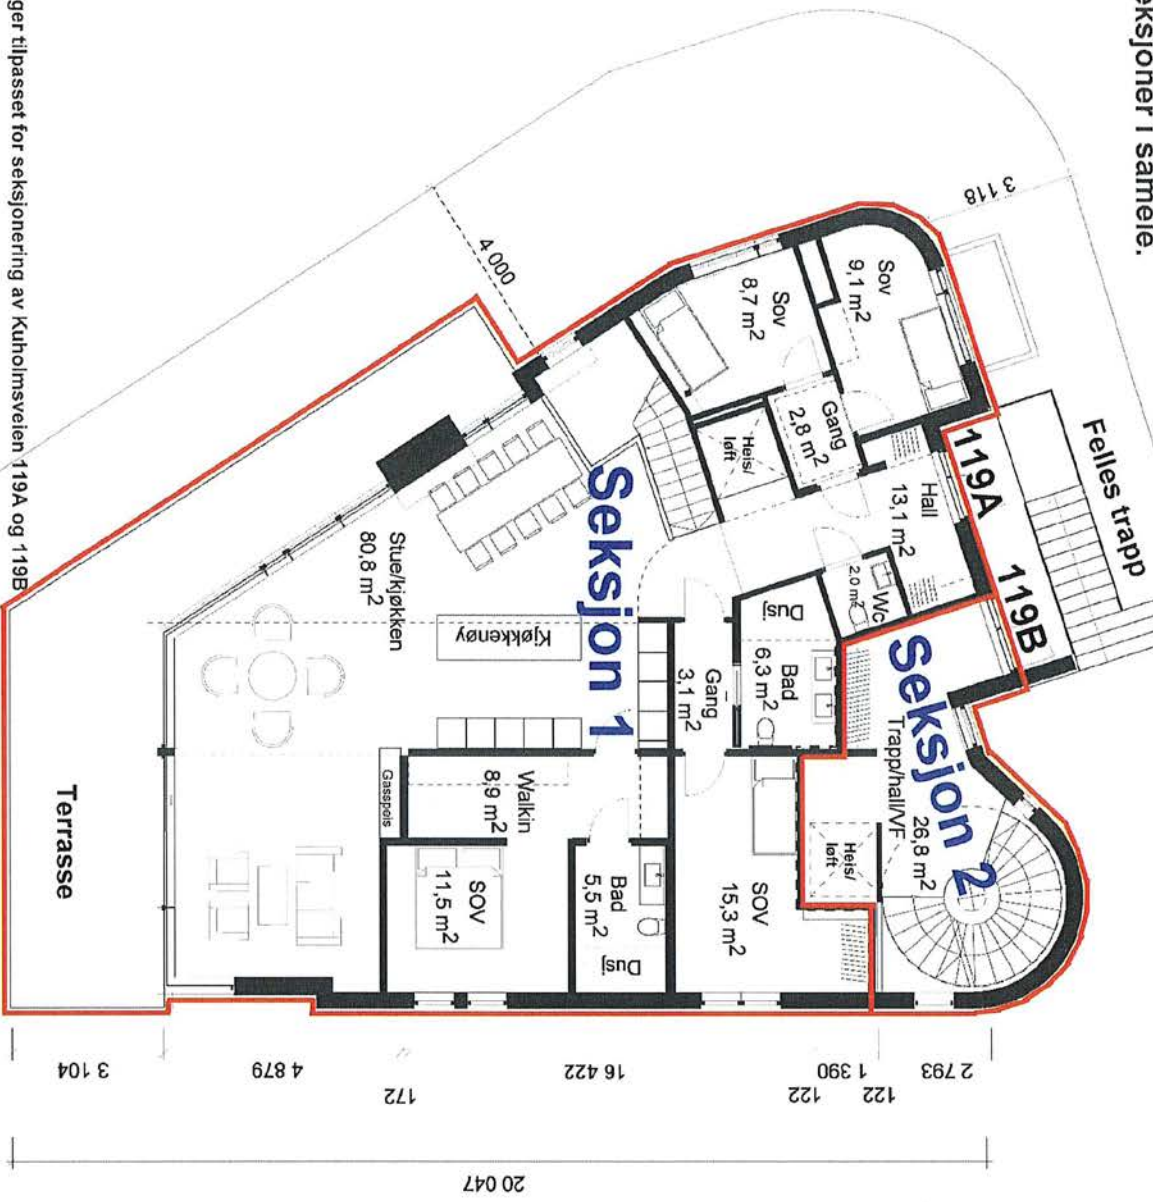 eksjoner i sameie.
ger tilpasset for seksjonering av Kuholmsveien 119A og 119B
Felles trapp
119A
119B
3 118
4 000
Sov
9,1 m²
Sov
8,7 m²
Gang
2,8 m²
Heis/
løft
Hall
13,1 m²
Wc
2,0 m²
Seksjon 1
Seksjon 2
Trapp/hall/VF
26,8 m²
Heis/
løft
Dusj
Bad
6,3 m²
Gang
3,1 m²
Stue/kjøkken
80,8 m²
Kjøkkenøy
SOV
15,3 m²
Walkin
8,9 m²
Gasspeis
Bad
5,5 m²
Dusj
SOV
11,5 m²
Terrasse
3 104
4 879
172
16 422
122
1 390
122
2 793
20 047